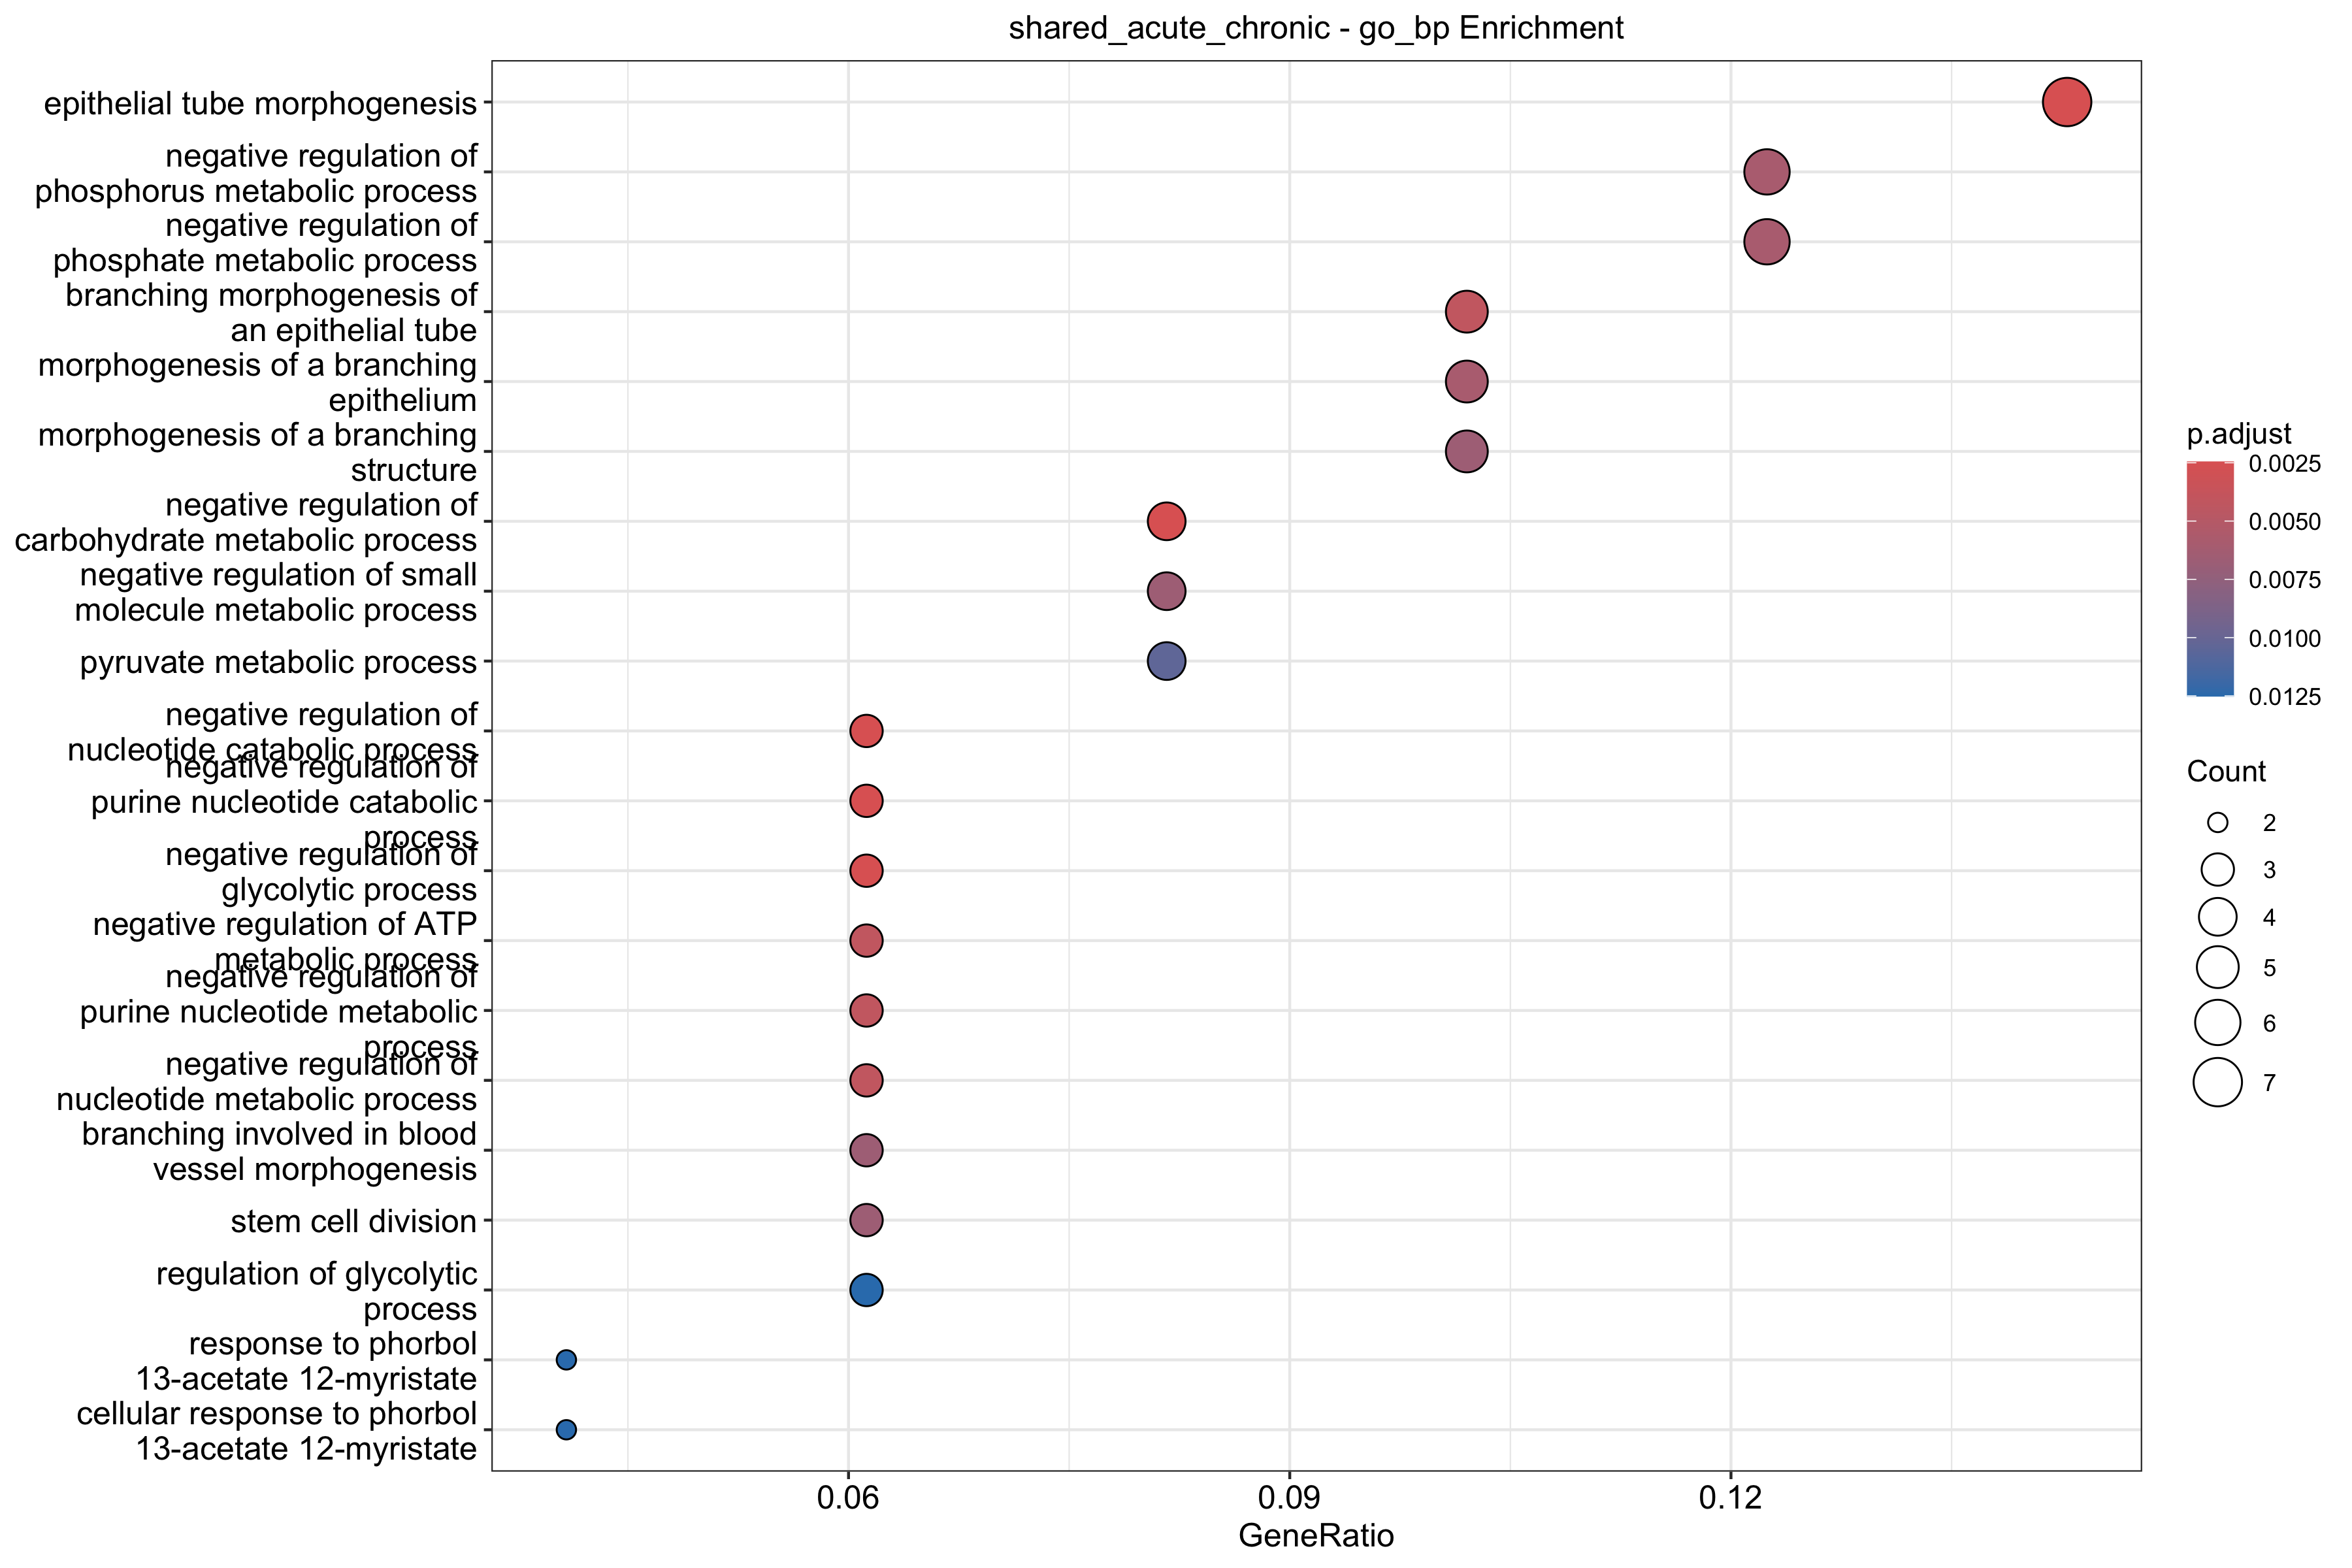 shared_acute_chronic - go_bp Enrichment
epithelial tube morphogenesis
negative regulation of
phosphorus metabolic process
negative regulation of
phosphate metabolic process
branching morphogenesis of
an epithelial tube
morphogenesis of a branching
epithelium
morphogenesis of a branching
structure
negative regulation of
carbohydrate metabolic process
negative regulation of small
molecule metabolic process
pyruvate metabolic process
negative regulation of
nucleotide catabolic process
negative regulation of
purine nucleotide catabolic
process
negative regulation of
glycolytic process
negative regulation of ATP
metabolic process
negative regulation of
purine nucleotide metabolic
process
negative regulation of
nucleotide metabolic process
branching involved in blood
vessel morphogenesis
stem cell division
regulation of glycolytic
process
response to phorbol
13-acetate 12-myristate
cellular response to phorbol
13-acetate 12-myristate
0.06
0.09
0.12
GeneRatio
p.adjust
0.0025
0.0050
0.0075
0.0100
0.0125
Count
2
3
4
5
6
7